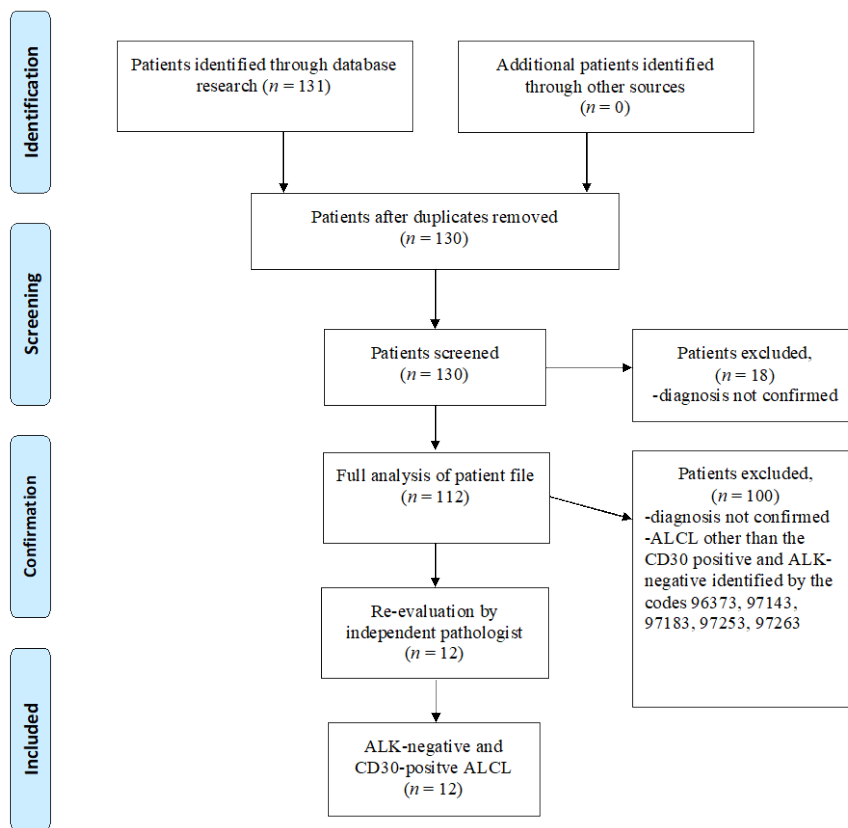 Identification
Patients identified through database
research (n = 131)
Additional patients identified
through other sources
(n = 0)
Patients after duplicates removed
(n = 130)
Screening
Patients screened
(n = 130)
Patients excluded,
(n = 18)
-diagnosis not confirmed
Confirmation
Full analysis of patient file
(n = 112)
Patients excluded,
(n = 100)
-diagnosis not confirmed
-ALCL other than the
CD30 positive and ALK-
negative identified by the
codes 96373, 97143,
97183, 97253, 97263
Re-evaluation by
independent pathologist
(n = 12)
Included
ALK-negative and
CD30-positve ALCL
(n = 12)